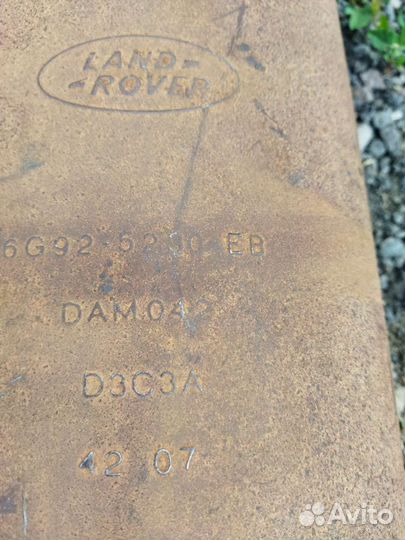 LAND-
-ROVER
6G92-5230-EB
DAM042
D3C3A
42 07
Avito